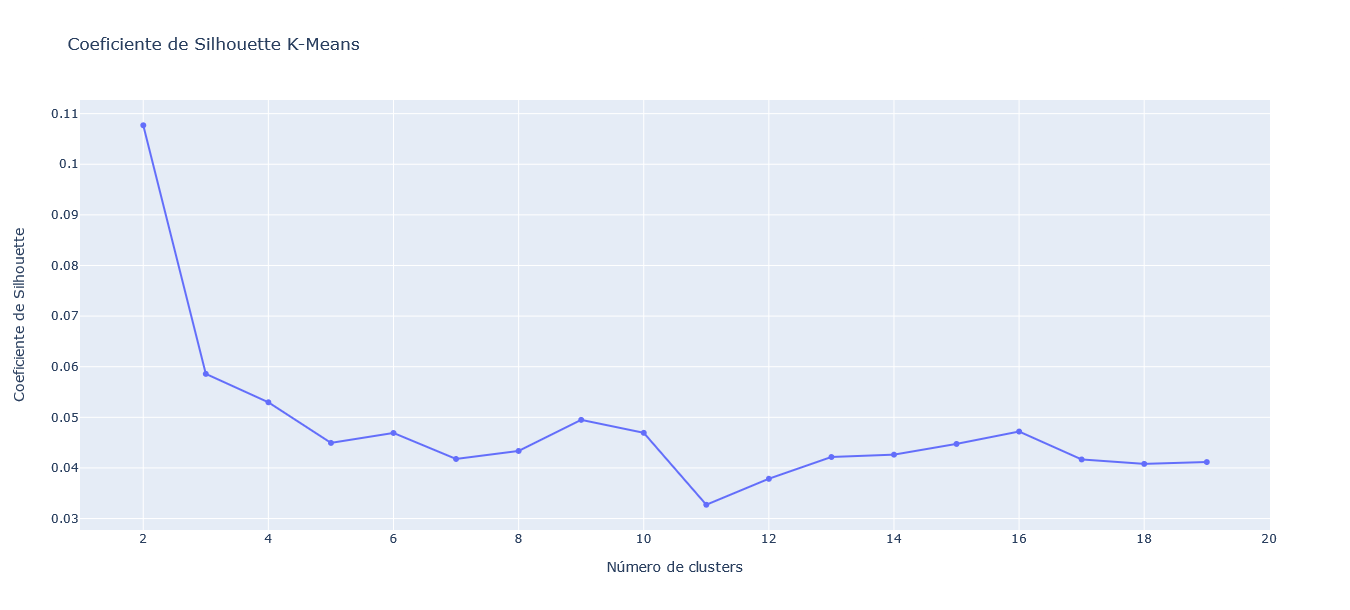 Coeficiente de Silhouette K-Means
0.11
0.1
0.09
0.08
0.07
0.06
0.05
0.04
0.03
Coeficiente de Silhouette
2 4 6 8 10 12 14 16 18 20
Número de clusters